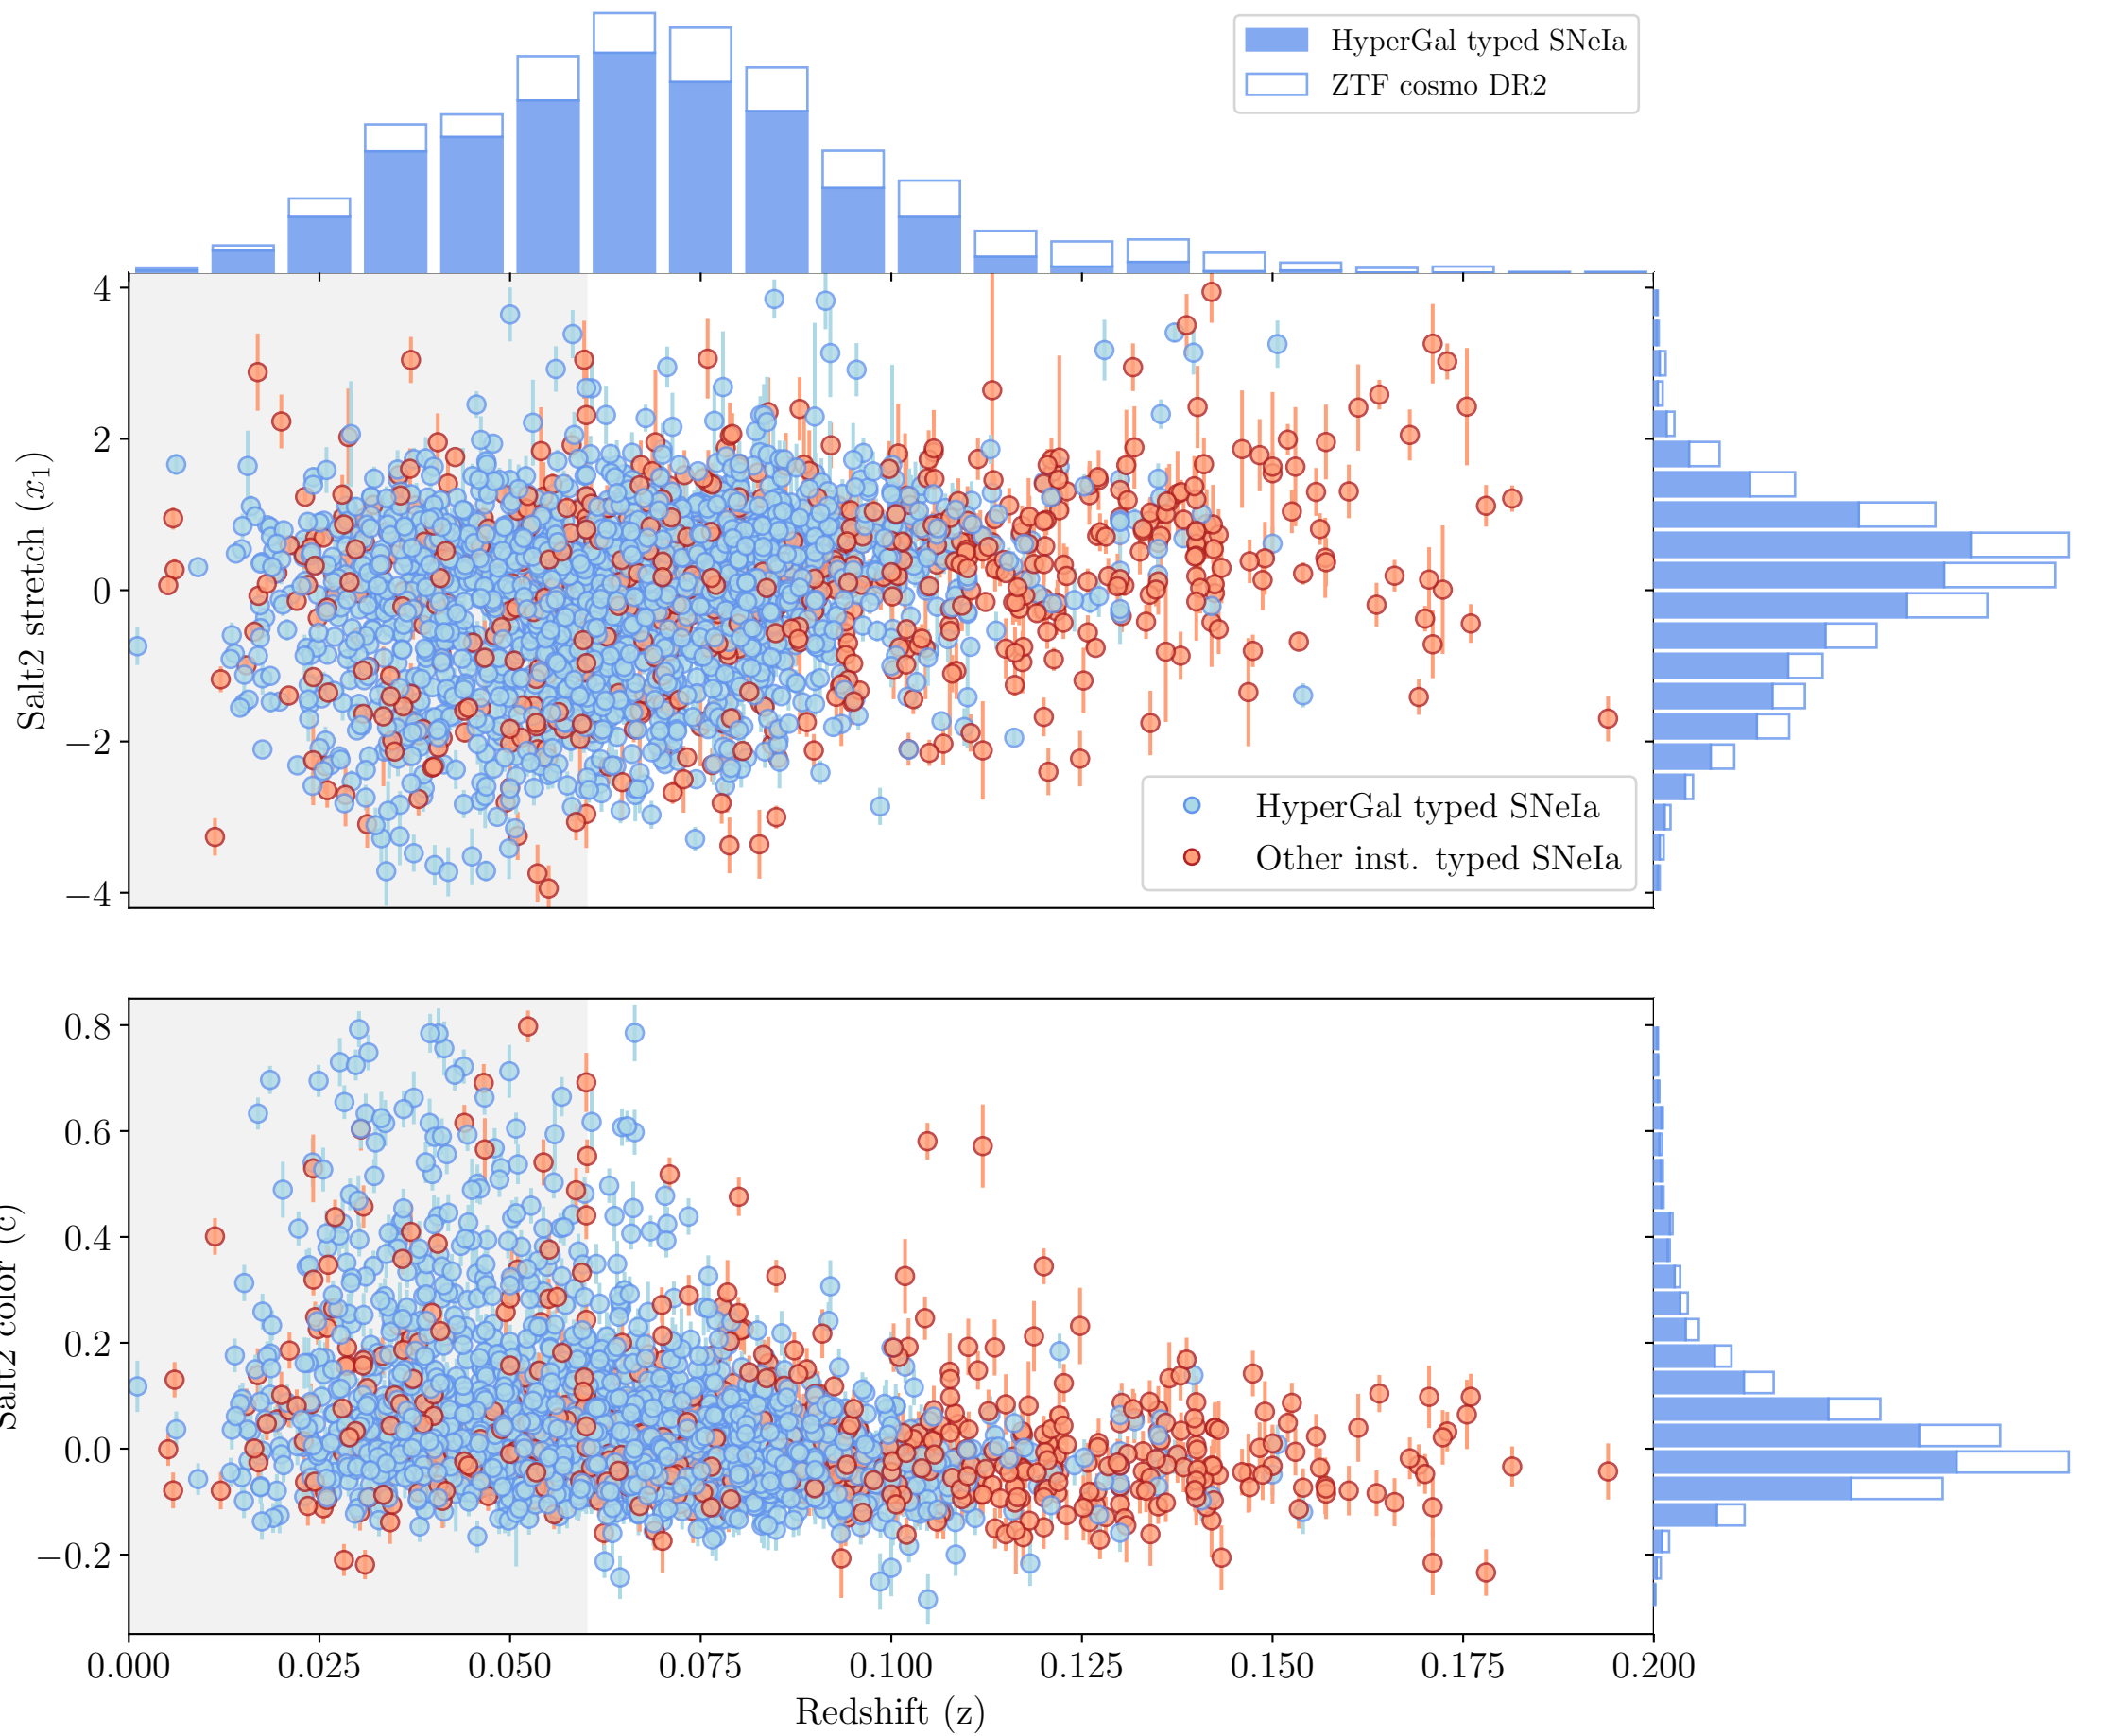 HyperGal typed SNeIa
ZTF cosmo DR2
4
2
0
−2
−4
Salt2 stretch (x₁)
HyperGal typed SNeIa
Other inst. typed SNeIa
0.8
0.6
0.4
0.2
0.0
−0.2
Salt2 color (c)
0.000 0.025 0.050 0.075 0.100 0.125 0.150 0.175 0.200
Redshift (z)